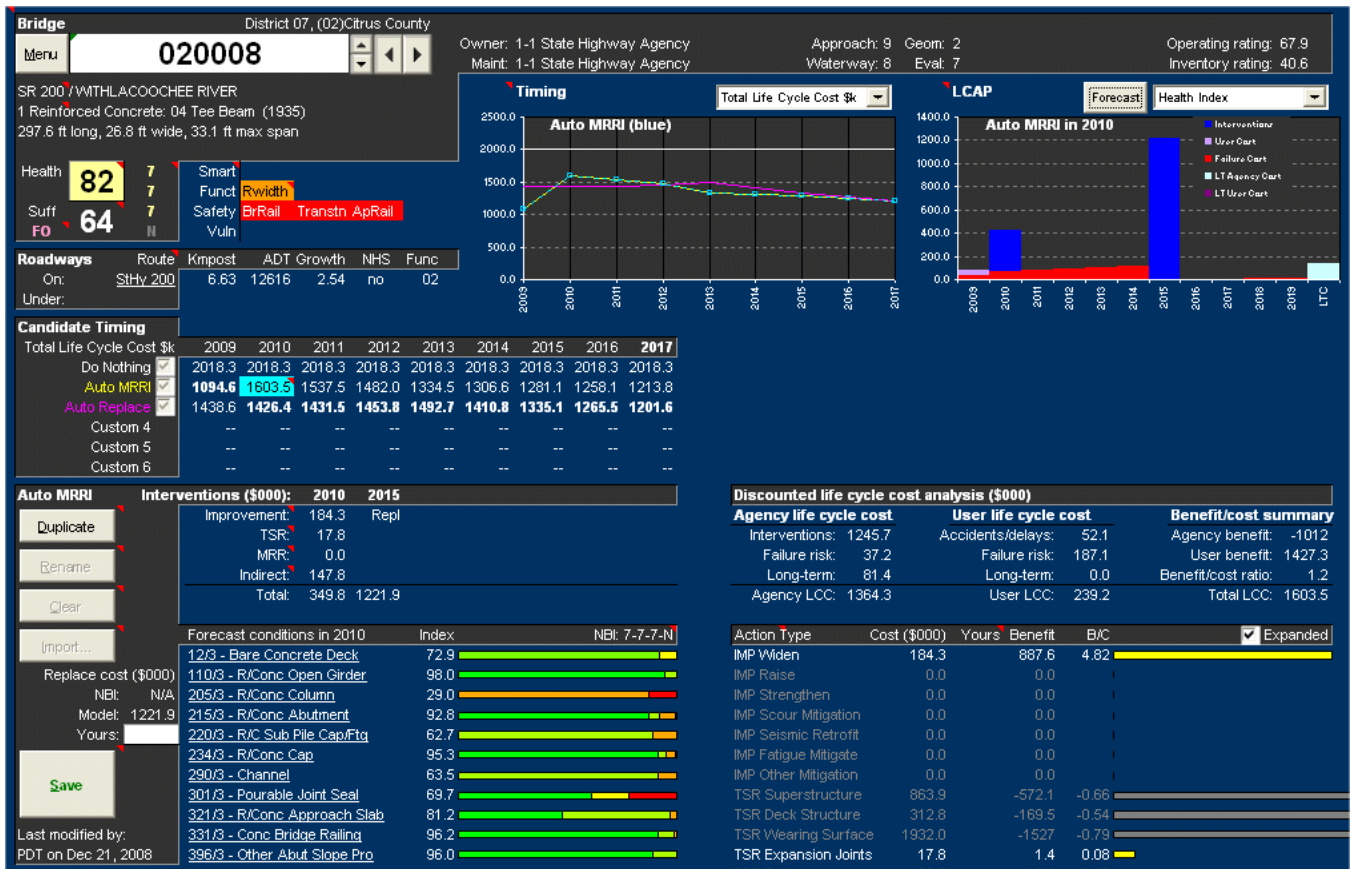 Bridge District 07, (02)Citrus County
Menu 020008
Owner: 1-1 State Highway Agency Approach: 9 Geom: 2 Operating rating: 67.9
Maint: 1-1 State Highway Agency Waterway: 8 Eval: 7 Inventory rating: 40.6
SR 200 / WITHLACOOCHEE RIVER
1 Reinforced Concrete: 04 Tee Beam (1935)
297.6 ft long, 26.8 ft wide, 33.1 ft max span
Health 82 7 Smart
7 Funct Rwidth
Suff 64 7 Safety BrRail Transtn ApRail
FO N Vuln
Timing Total Life Cycle Cost $k
Auto MRRI (blue)
2500.0
2000.0
1500.0
1000.0
500.0
0.0
2009 2010 2011 2012 2013 2014 2015 2016 2017
LCAP Forecast Health Index
Auto MRRI in 2010
1400.0
1200.0
1000.0
800.0
600.0
400.0
200.0
0.0
Interventions
User Cost
Failure Cost
LT Agency Cost
LT User Cost
2009 2010 2011 2012 2013 2014 2015 2016 2017 2018 2019 LTC
Roadways Route Kmpost ADT Growth NHS Func
On: StHy 200 6.63 12616 2.54 no 02
Under:
Candidate Timing
Total Life Cycle Cost $k 2009 2010 2011 2012 2013 2014 2015 2016 2017
Do Nothing 2018.3 2018.3 2018.3 2018.3 2018.3 2018.3 2018.3 2018.3 2018.3
Auto MRRI 1094.6 1603.5 1537.5 1482.0 1334.5 1306.6 1281.1 1258.1 1213.8
Auto Replace 1438.6 1426.4 1431.5 1453.8 1492.7 1410.8 1335.1 1265.5 1201.6
Custom 4 -- -- -- -- -- -- -- -- --
Custom 5 -- -- -- -- -- -- -- -- --
Custom 6 -- -- -- -- -- -- -- -- --
Auto MRRI Interventions ($000): 2010 2015
Improvement: 184.3 Repl
TSR: 17.8
MRR: 0.0
Indirect: 147.8
Total: 349.8 1221.9
Duplicate
Rename
Clear
Import...
Replace cost ($000)
NBI: N/A
Model: 1221.9
Yours:
Save
Last modified by:
PDT on Dec 21, 2008
Discounted life cycle cost analysis ($000)
Agency life cycle cost User life cycle cost Benefit/cost summary
Interventions: 1245.7 Accidents/delays: 52.1 Agency benefit: -1012
Failure risk: 37.2 Failure risk: 187.1 User benefit: 1427.3
Long-term: 81.4 Long-term: 0.0 Benefit/cost ratio: 1.2
Agency LCC: 1364.3 User LCC: 239.2 Total LCC: 1603.5
Forecast conditions in 2010 Index NBI: 7-7-7-N
12/3 - Bare Concrete Deck 72.9
110/3 - R/Conc Open Girder 98.0
205/3 - R/Conc Column 29.0
215/3 - R/Conc Abutment 92.8
220/3 - R/C Sub Pile Cap/Ftg 62.7
234/3 - R/Conc Cap 95.3
290/3 - Channel 63.5
301/3 - Pourable Joint Seal 69.7
321/3 - R/Conc Approach Slab 81.2
331/3 - Conc Bridge Railing 96.2
396/3 - Other Abut Slope Pro 96.0
Action Type Cost ($000) Yours Benefit B/C Expanded
IMP Widen 184.3 887.6 4.82
IMP Raise 0.0 0.0
IMP Strengthen 0.0 0.0
IMP Scour Mitigation 0.0 0.0
IMP Seismic Retrofit 0.0 0.0
IMP Fatigue Mitigate 0.0 0.0
IMP Other Mitigation 0.0 0.0
TSR Superstructure 863.9 -572.1 -0.66
TSR Deck Structure 312.8 -169.5 -0.54
TSR Wearing Surface 1932.0 -1527 -0.79
TSR Expansion Joints 17.8 1.4 0.08